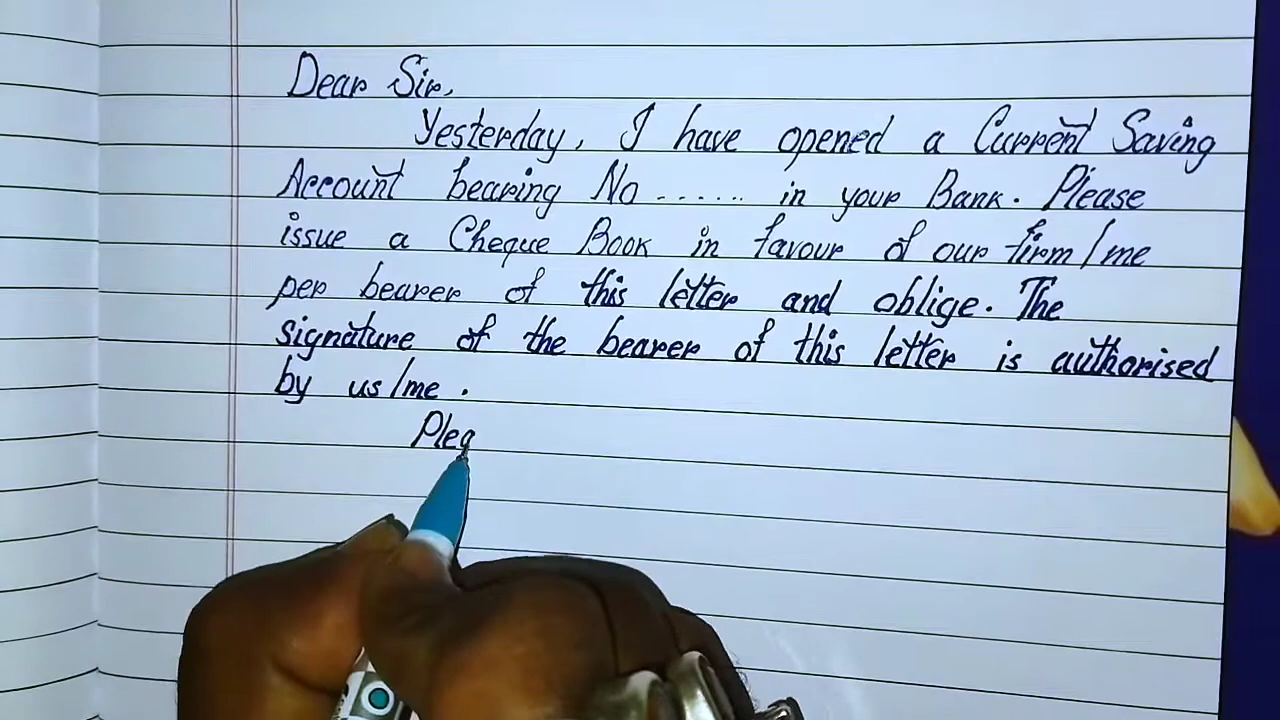 Dear Sir,
Yesterday, I have opened a Current Saving
Account bearing No ...... in your Bank. Please
issue a Cheque Book in favour of our firm/me
per bearer of this letter and oblige. The
signature of the bearer of this letter is authorised
by us/me.
Plea